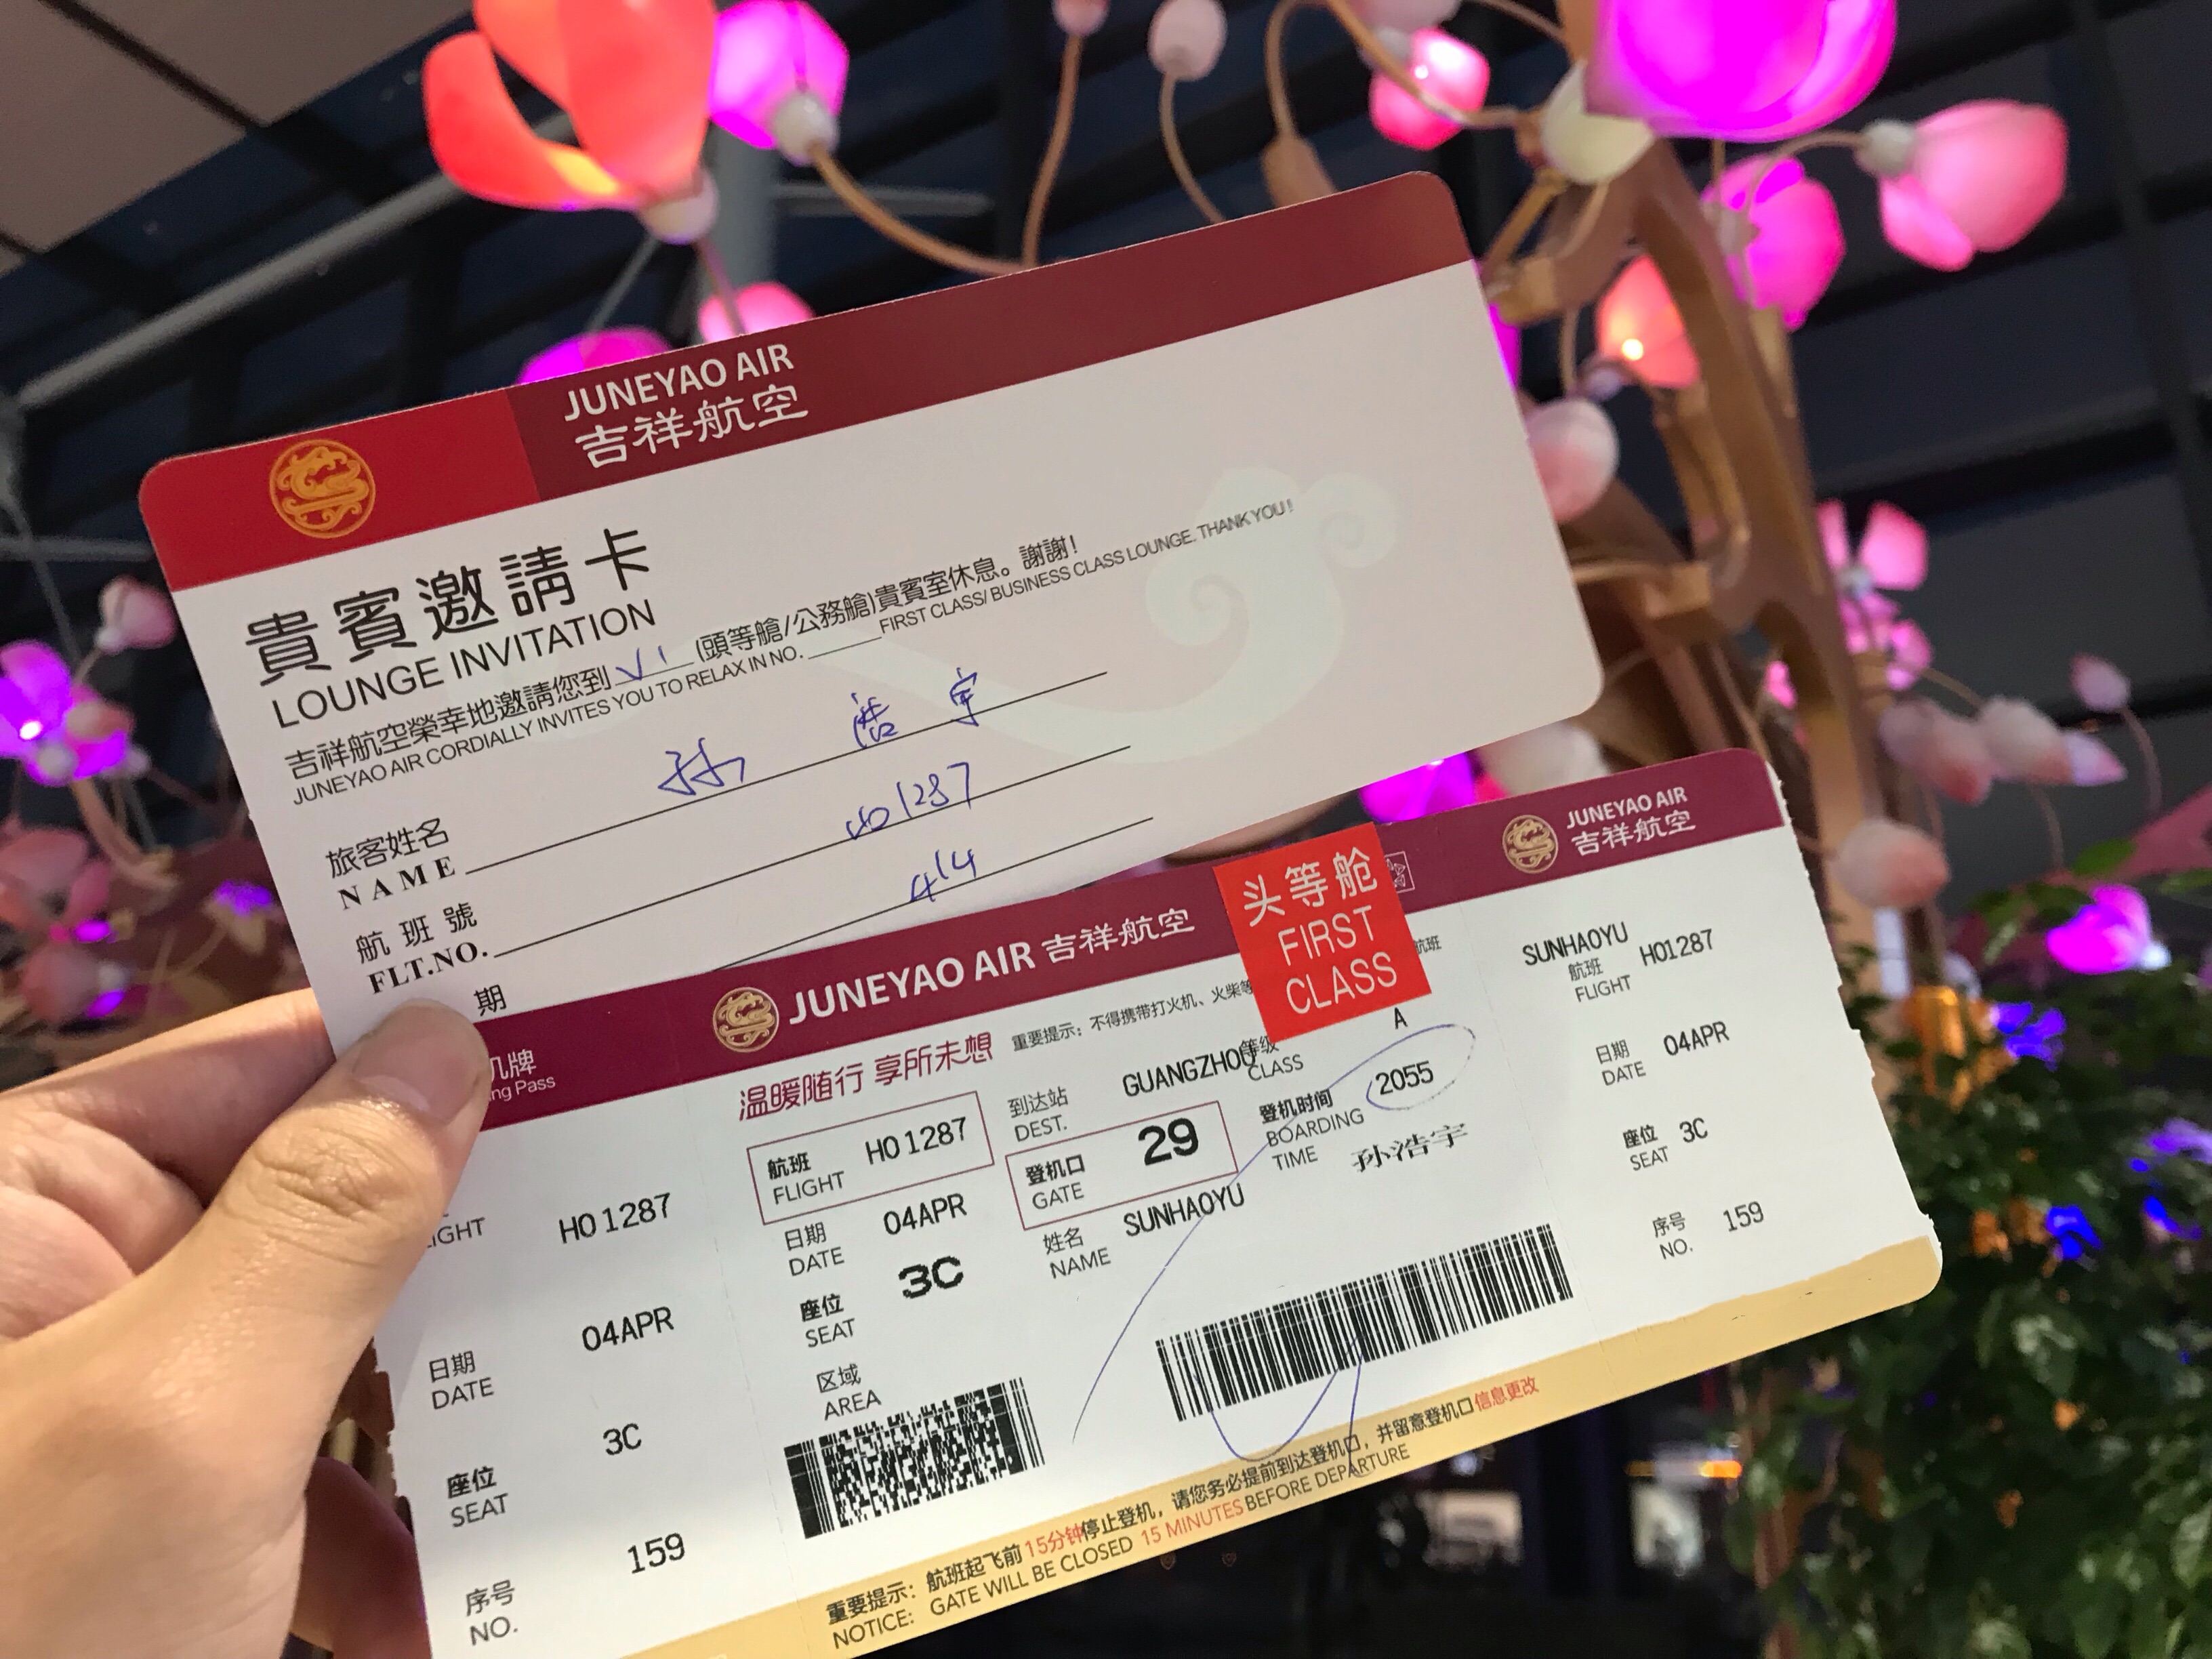 JUNEYAO AIR
吉祥航空
貴賓邀請卡
LOUNGE INVITATION
吉祥航空榮幸地邀請您到 V1 (頭等艙/公務艙)貴賓室休息。謝謝!
JUNEYAO AIR CORDIALLY INVITES YOU TO RELAX IN NO. FIRST CLASS/ BUSINESS CLASS LOUNGE. THANK YOU !
旅客姓名 孙浩宇
NAME
航班號 HO1287
FLT.NO.
期 4/4
机牌
ng Pass
JUNEYAO AIR 吉祥航空
头等舱
FIRST
CLASS
JUNEYAO AIR
吉祥航空
温暖随行 享所未想
重要提示：不得携带打火机、火柴等
航班
IGHT HO1287
日期 04APR
DATE
座位 3C
SEAT
序号 159
NO.
航班 HO1287
FLIGHT
日期 04APR
DATE
座位 3C
SEAT
区域
AREA
到达站 GUANGZHOU
DEST.
登机口 29
GATE
姓名 SUNHAOYU
NAME
等级 A
CLASS
登机时间 2055
BOARDING
TIME
孙浩宇
SUNHAOYU
航班 HO1287
FLIGHT
日期 04APR
DATE
座位 3C
SEAT
序号 159
NO.
重要提示：航班起飞前15分钟停止登机，请您务必提前到达登机口，并留意登机口信息更改
NOTICE: GATE WILL BE CLOSED 15 MINUTES BEFORE DEPARTURE